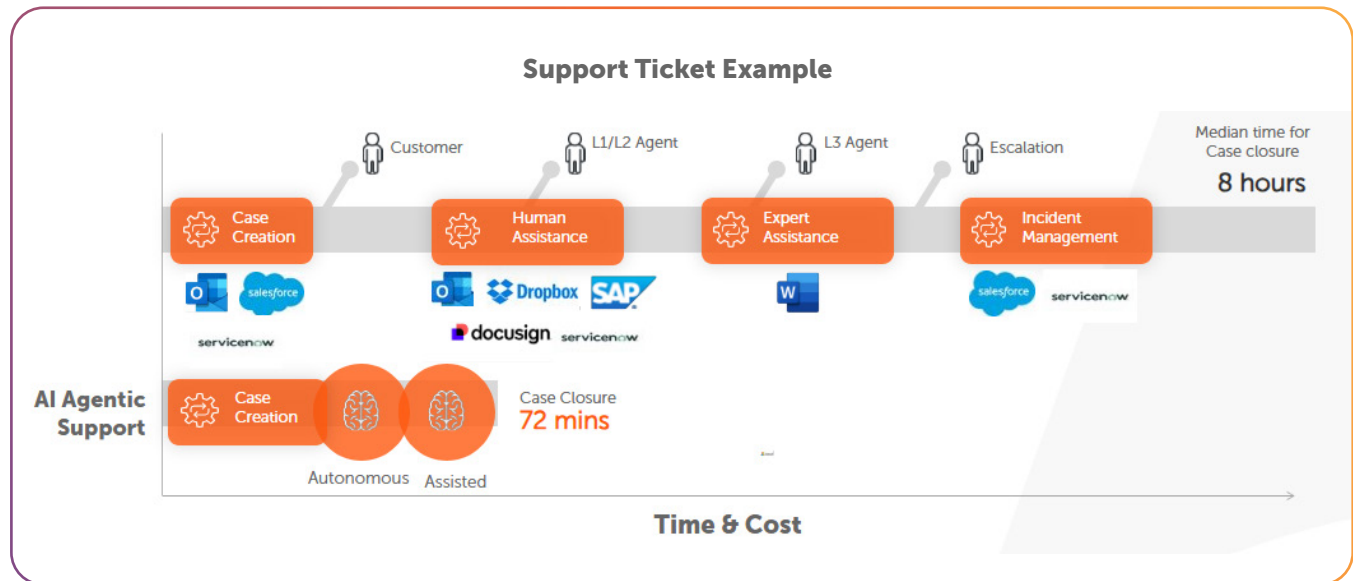 Support Ticket Example
Customer
L1/L2 Agent
L3 Agent
Escalation
Median time for
Case closure
8 hours
Case
Creation
Human
Assistance
Expert
Assistance
Incident
Management
O
salesforce
servicenow
O
Dropbox
SAP
docusign
servicenow
W
salesforce
servicenow
AI Agentic
Support
Case
Creation
Case Closure
72 mins
Autonomous
Assisted
Time & Cost